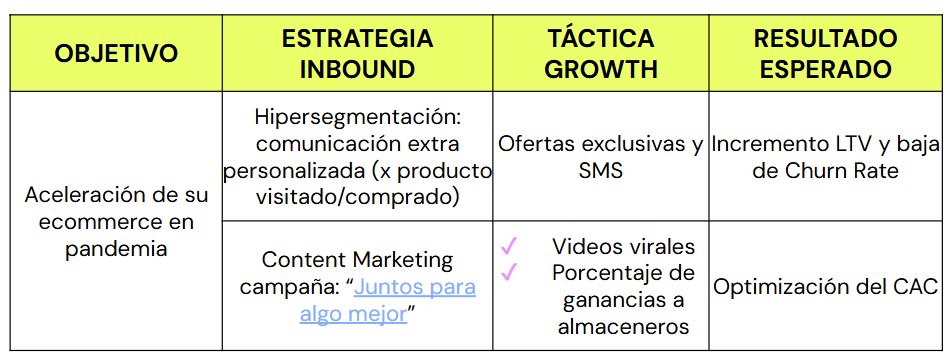 OBJETIVO
ESTRATEGIA
INBOUND
TÁCTICA
GROWTH
RESULTADO
ESPERADO
Aceleración de su
ecommerce en
pandemia
Hipersegmentación:
comunicación extra
personalizada (x producto
visitado/comprado)
Ofertas exclusivas y
SMS
Incremento LTV y baja
de Churn Rate
Content Marketing
campaña: “Juntos para
algo mejor”
✓ Videos virales
✓ Porcentaje de
ganancias a
almaceneros
Optimización del CAC